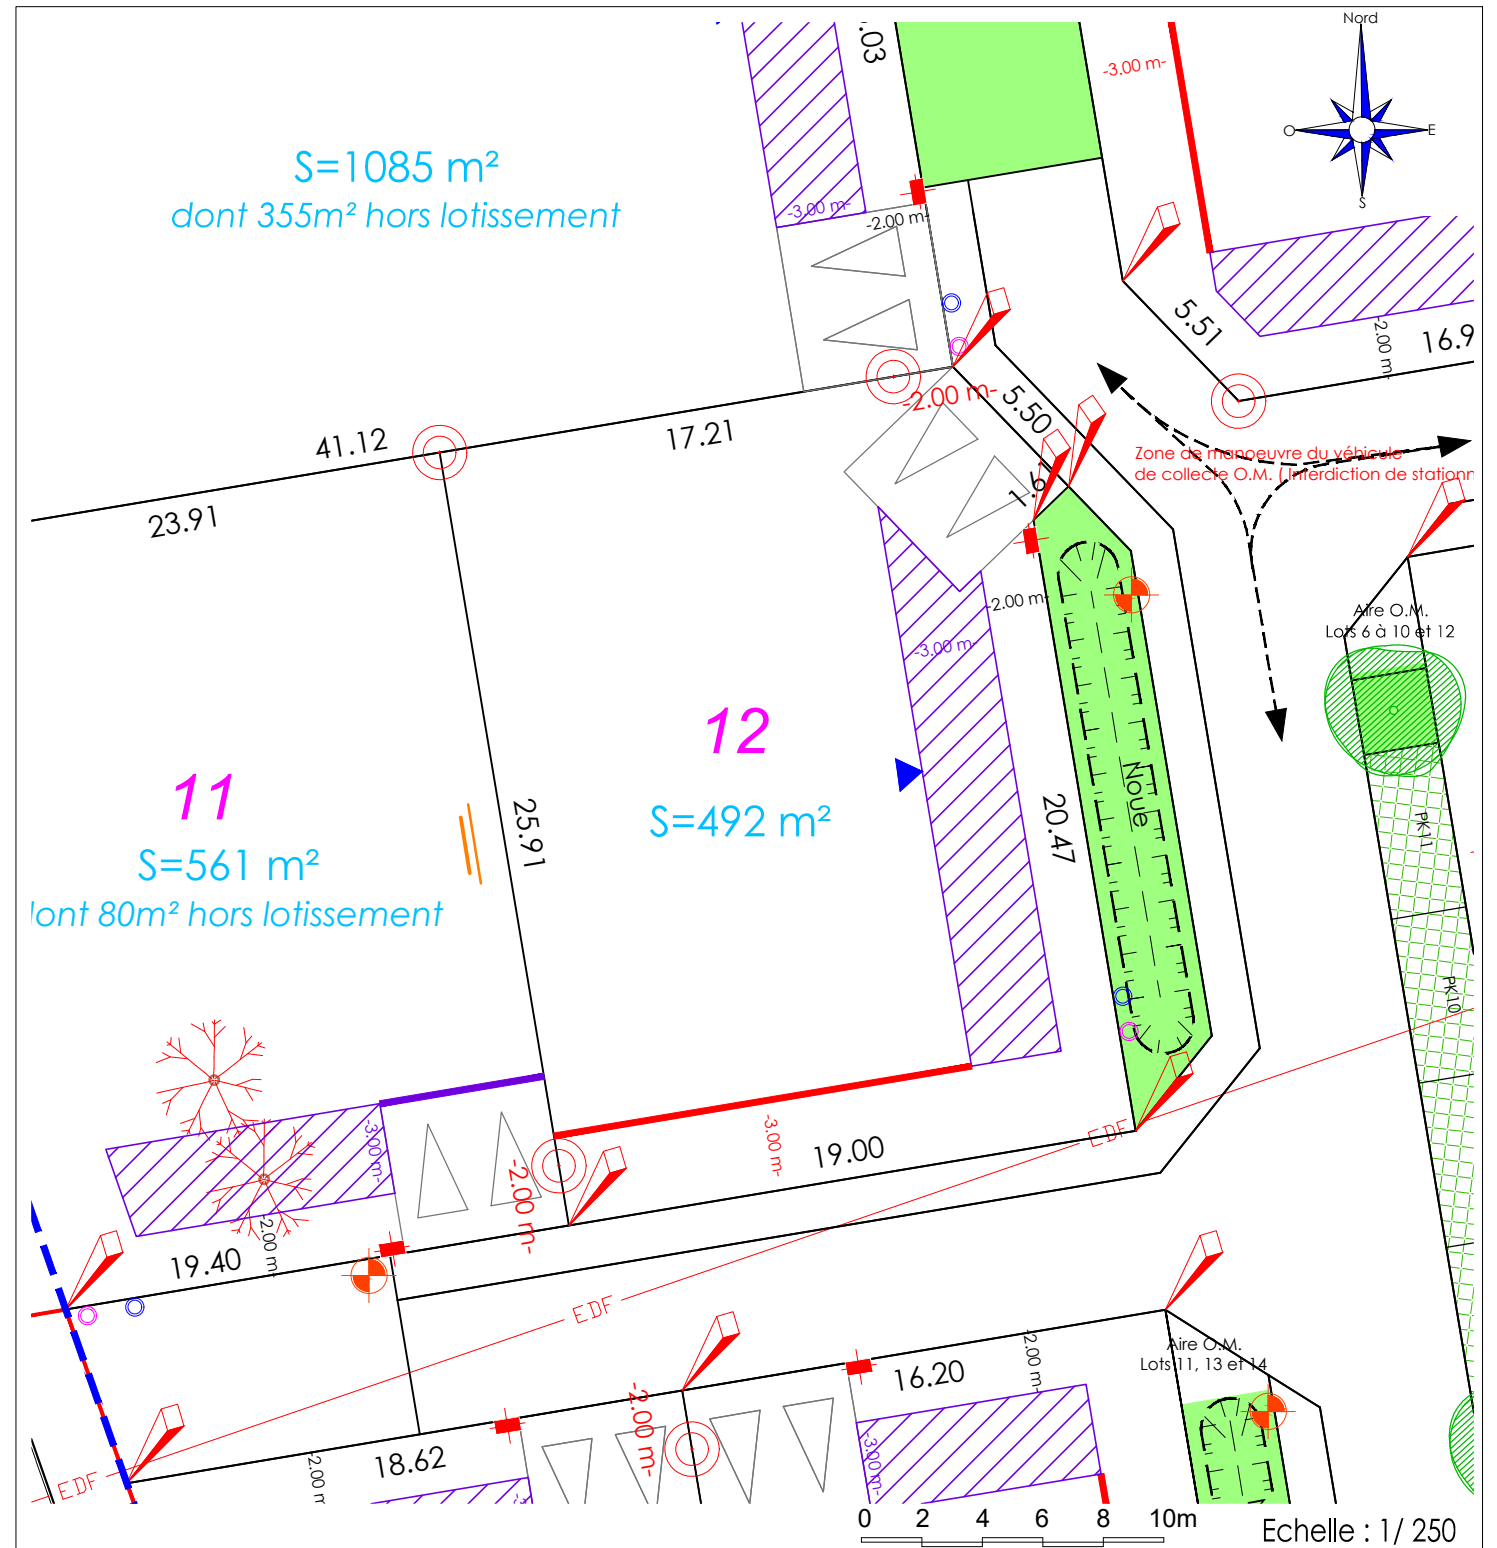 Nord
O
E
S
.03
-3.00 m-
S=1085 m²
dont 355m² hors lotissement
-3.00 m-
-2.00 m-
5.51
-2.00 m-
16.9
-2.00 m-
5.50
41.12
17.21
23.91
Zone de manoeuvre du véhicule
de collecte O.M. ( Interdiction de stationn
1.6
-2.00 m-
-3.00 m-
Aire O.M.
Lots 6 à 10 et 12
12
S=492 m²
11
S=561 m²
dont 80m² hors lotissement
25.91
20.47
Noue
PK11
PK10
-3.00 m-
-2.00 m-
-3.00 m-
19.00
EDF
19.40
-2.00 m-
EDF
Aire O.M.
Lots 11, 13 et 14
-2.00 m-
16.20
-2.00 m-
18.62
-2.00 m-
-3.00 m-
EDF
0 2 4 6 8 10m
Echelle : 1/ 250